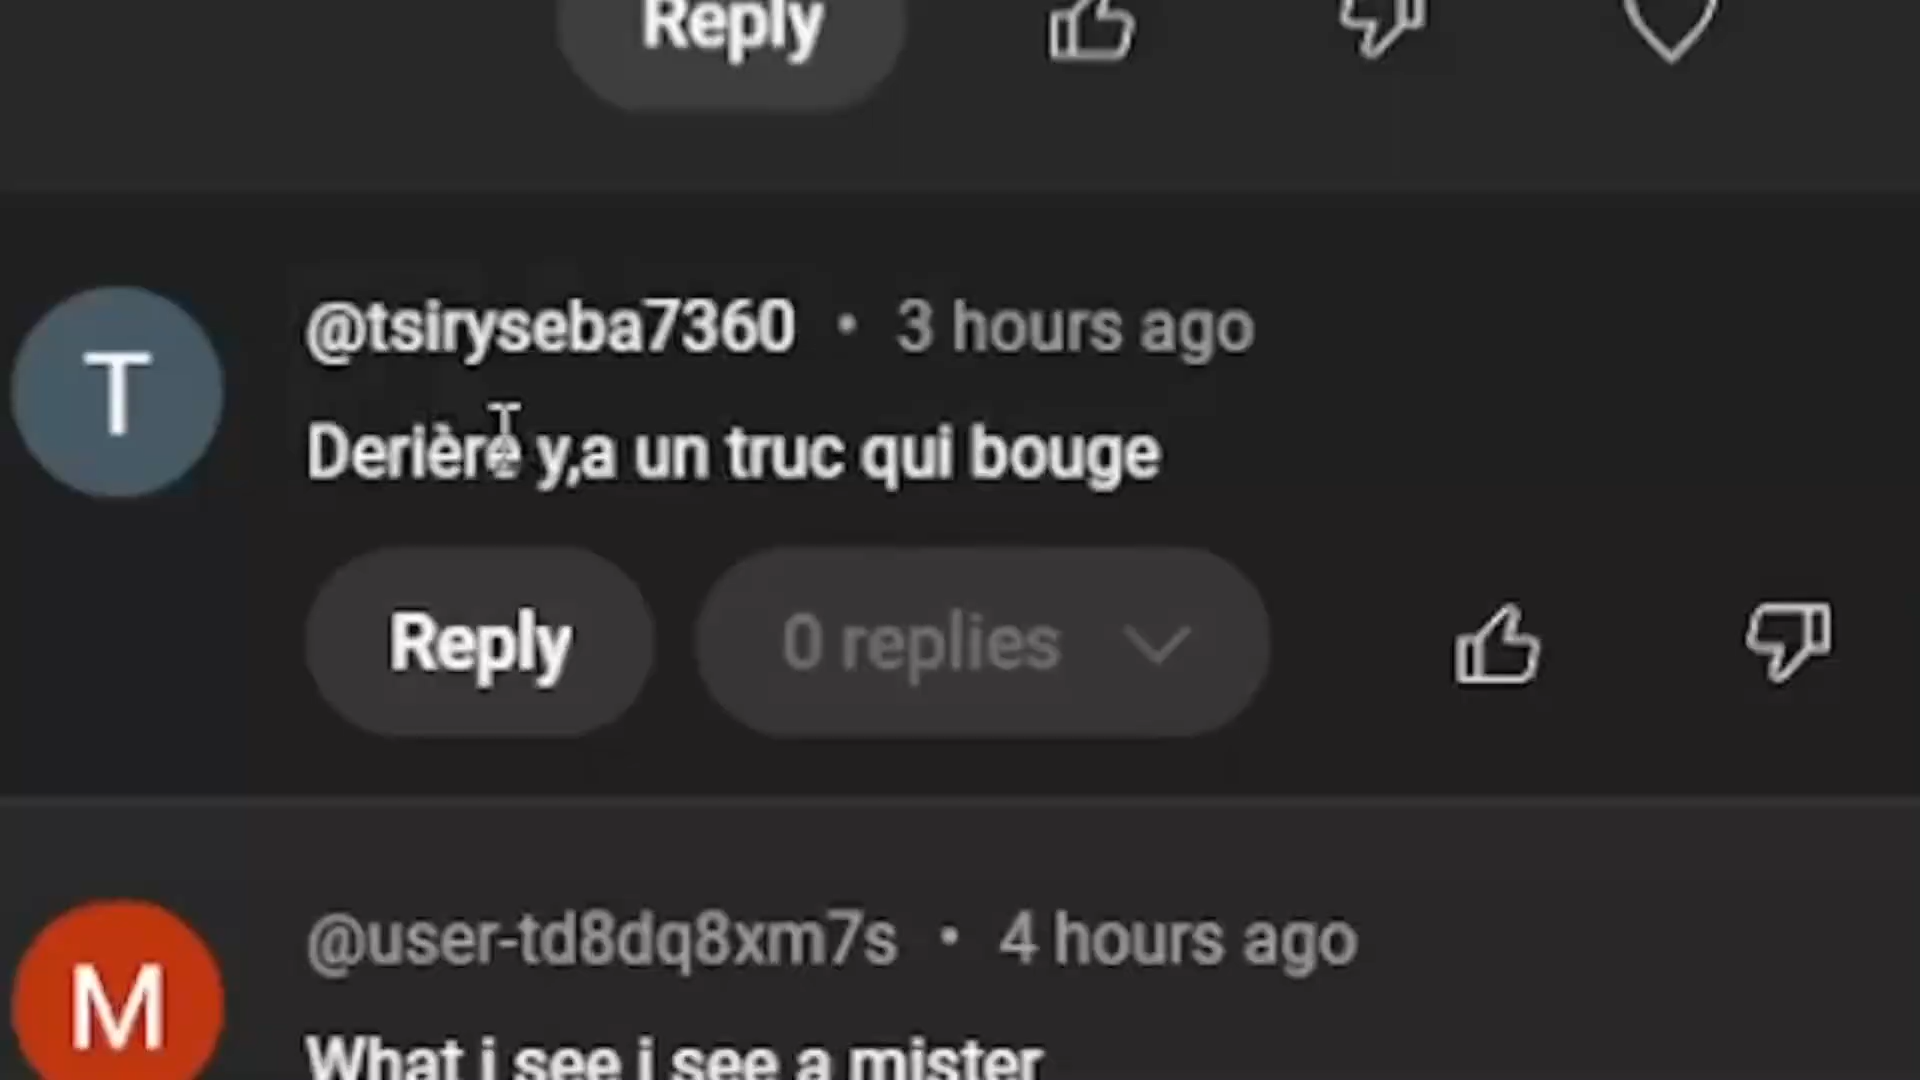 Reply
T
@tsiryseba7360 • 3 hours ago
Derière y,a un truc qui bouge
Reply 0 replies
M
@user-td8dq8xm7s • 4 hours ago
What i see i see a mister